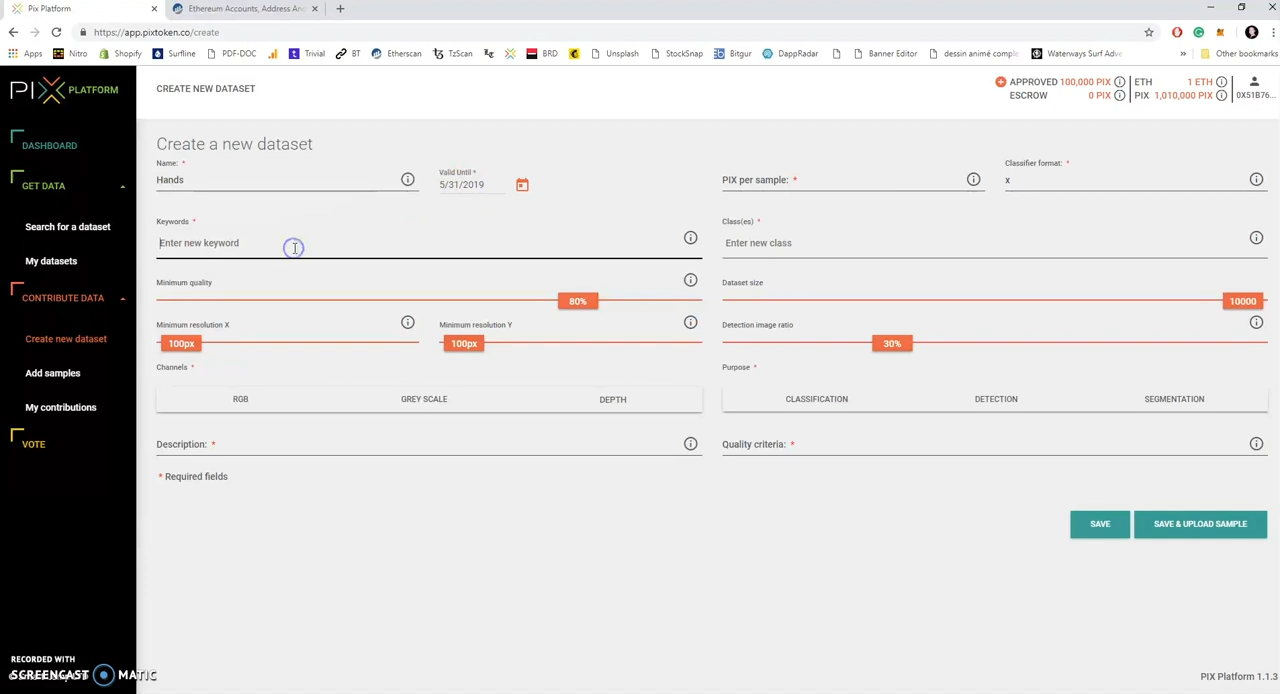 Pix Platform
Ethereum Accounts, Address And
https://app.pixtoken.co/create
Apps
Nitro
Shopify
Surfline
PDF-DOC
Trivial
BT
Etherscan
TzScan
BRD
Unsplash
StockSnap
Bitgur
DappRadar
Banner Editor
dessin animé comple
Waterways Surf Adve
Other bookmarks
PIX PLATFORM
CREATE NEW DATASET
APPROVED 100,000 PIX
ETH 1 ETH
ESCROW 0 PIX
PIX 1,010,000 PIX
0X51B76...
DASHBOARD
GET DATA
Search for a dataset
My datasets
CONTRIBUTE DATA
Create new dataset
Add samples
My contributions
VOTE
Create a new dataset
Name: *
Hands
Valid Until *
5/31/2019
PIX per sample: *
Classifier format: *
x
Keywords *
Enter new keyword
Class(es) *
Enter new class
Minimum quality
80%
Dataset size
10000
Minimum resolution X
100px
Minimum resolution Y
100px
Detection image ratio
30%
Channels *
RGB
GREY SCALE
DEPTH
Purpose *
CLASSIFICATION
DETECTION
SEGMENTATION
Description: *
Quality criteria: *
* Required fields
SAVE
SAVE & UPLOAD SAMPLE
RECORDED WITH
SCREENCAST MATIC
PIX Platform 1.1.3